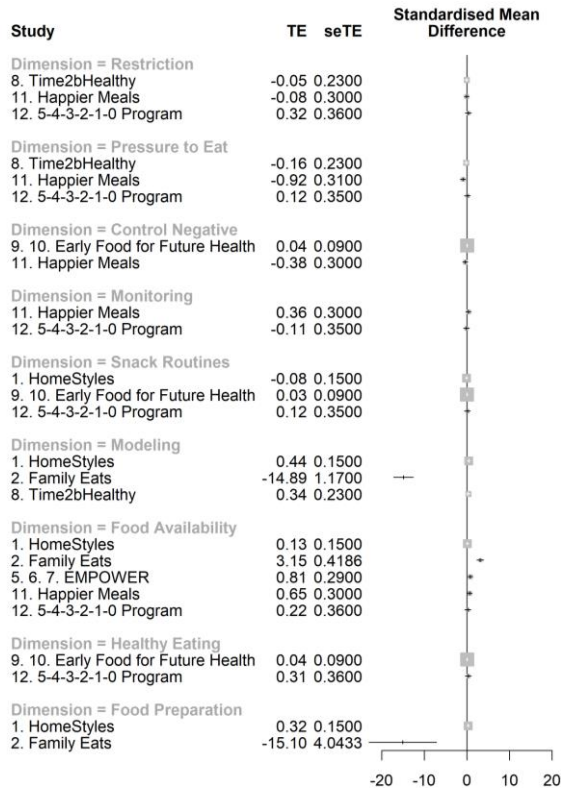 Standardised Mean
Study TE seTE Difference
Dimension = Restriction
8. Time2bHealthy -0.05 0.2300
11. Happier Meals -0.08 0.3000
12. 5-4-3-2-1-0 Program 0.32 0.3600
Dimension = Pressure to Eat
8. Time2bHealthy -0.16 0.2300
11. Happier Meals -0.92 0.3100
12. 5-4-3-2-1-0 Program 0.12 0.3500
Dimension = Control Negative
9. 10. Early Food for Future Health 0.04 0.0900
11. Happier Meals -0.38 0.3000
Dimension = Monitoring
11. Happier Meals 0.36 0.3000
12. 5-4-3-2-1-0 Program -0.11 0.3500
Dimension = Snack Routines
1. HomeStyles -0.08 0.1500
9. 10. Early Food for Future Health 0.03 0.0900
12. 5-4-3-2-1-0 Program 0.12 0.3500
Dimension = Modeling
1. HomeStyles 0.44 0.1500
2. Family Eats -14.89 1.1700
8. Time2bHealthy 0.34 0.2300
Dimension = Food Availability
1. HomeStyles 0.13 0.1500
2. Family Eats 3.15 0.4186
5. 6. 7. EMPOWER 0.81 0.2900
11. Happier Meals 0.65 0.3000
12. 5-4-3-2-1-0 Program 0.22 0.3600
Dimension = Healthy Eating
9. 10. Early Food for Future Health 0.04 0.0900
12. 5-4-3-2-1-0 Program 0.31 0.3600
Dimension = Food Preparation
1. HomeStyles 0.32 0.1500
2. Family Eats -15.10 4.0433
-20 -10 0 10 20